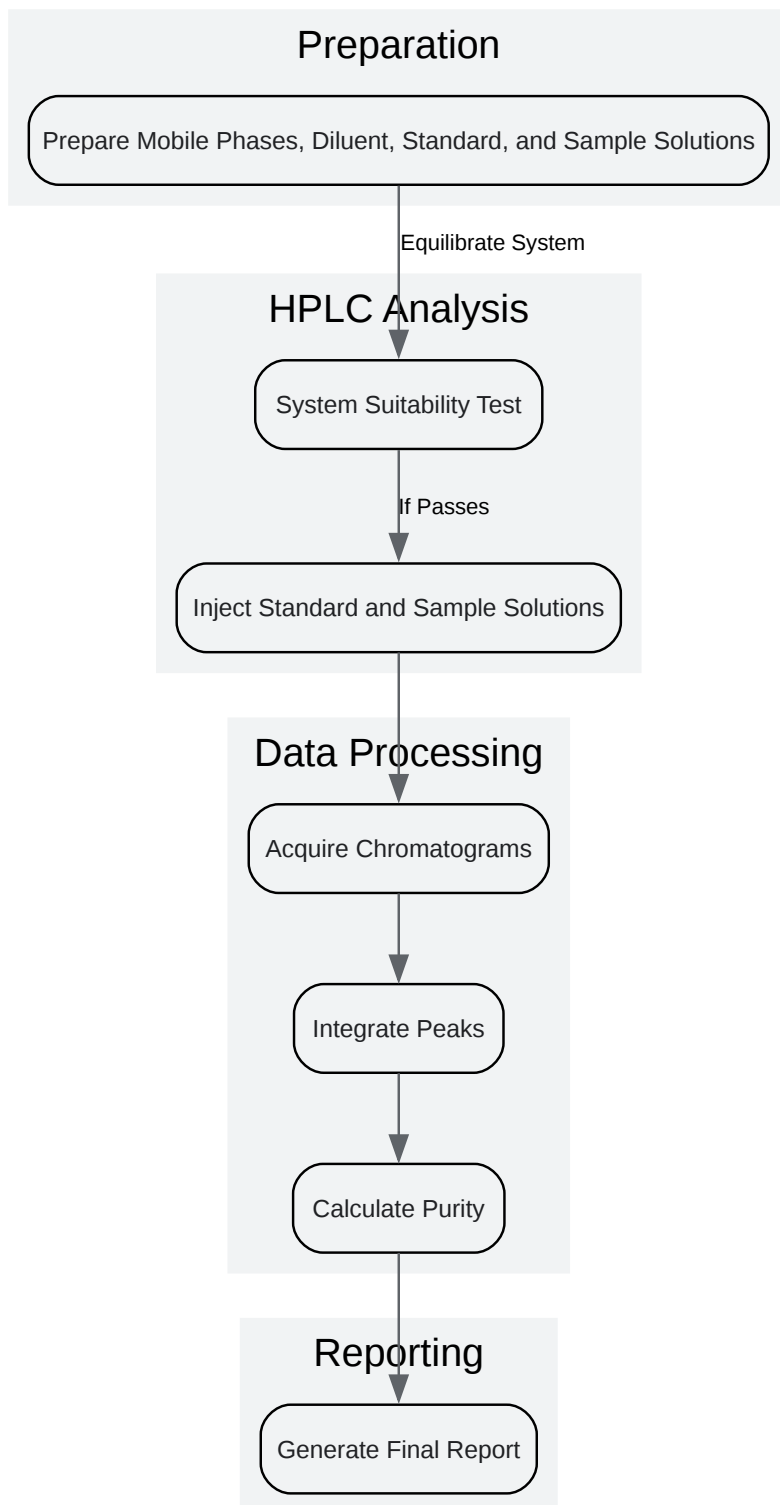 Preparation
Prepare Mobile Phases, Diluent, Standard, and Sample Solutions
Equilibrate System
HPLC Analysis
System Suitability Test
If Passes
Inject Standard and Sample Solutions
Data Processing
Acquire Chromatograms
Integrate Peaks
Calculate Purity
Reporting
Generate Final Report